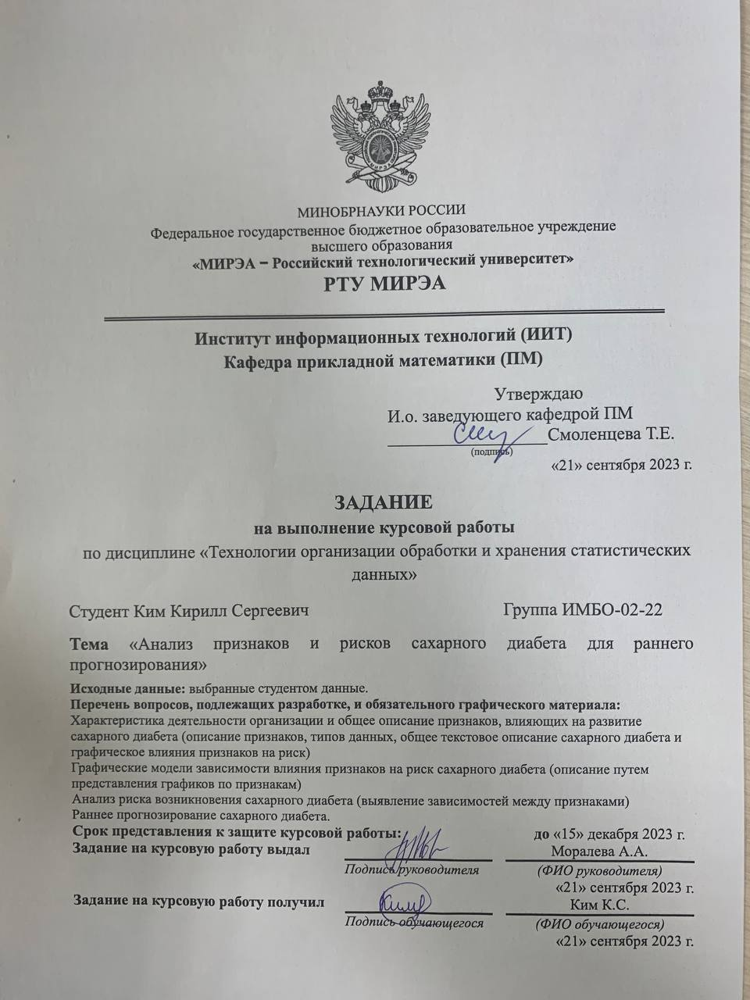 МИНОБРНАУКИ РОССИИ
Федеральное государственное бюджетное образовательное учреждение
высшего образования
«МИРЭА – Российский технологический университет»
РТУ МИРЭА
Институт информационных технологий (ИИТ)
Кафедра прикладной математики (ПМ)
Утверждаю
И.о. заведующего кафедрой ПМ
Смоленцева Т.Е.
(подпись)
«21» сентября 2023 г.
ЗАДАНИЕ
на выполнение курсовой работы
по дисциплине «Технологии организации обработки и хранения статистических
данных»
Студент Ким Кирилл Сергеевич Группа ИМБО-02-22
Тема «Анализ признаков и рисков сахарного диабета для раннего
прогнозирования»
Исходные данные: выбранные студентом данные.
Перечень вопросов, подлежащих разработке, и обязательного графического материала:
Характеристика деятельности организации и общее описание признаков, влияющих на развитие
сахарного диабета (описание признаков, типов данных, общее текстовое описание сахарного диабета и
графическое влияния признаков на риск)
Графические модели зависимости влияния признаков на риск сахарного диабета (описание путем
представления графиков по признакам)
Анализ риска возникновения сахарного диабета (выявление зависимостей между признаками)
Раннее прогнозирование сахарного диабета.
Срок представления к защите курсовой работы: до «15» декабря 2023 г.
Задание на курсовую работу выдал Моралева А.А.
Подпись руководителя (ФИО руководителя)
«21» сентября 2023 г.
Задание на курсовую работу получил Ким К.С.
Подпись обучающегося (ФИО обучающегося)
«21» сентября 2023 г.